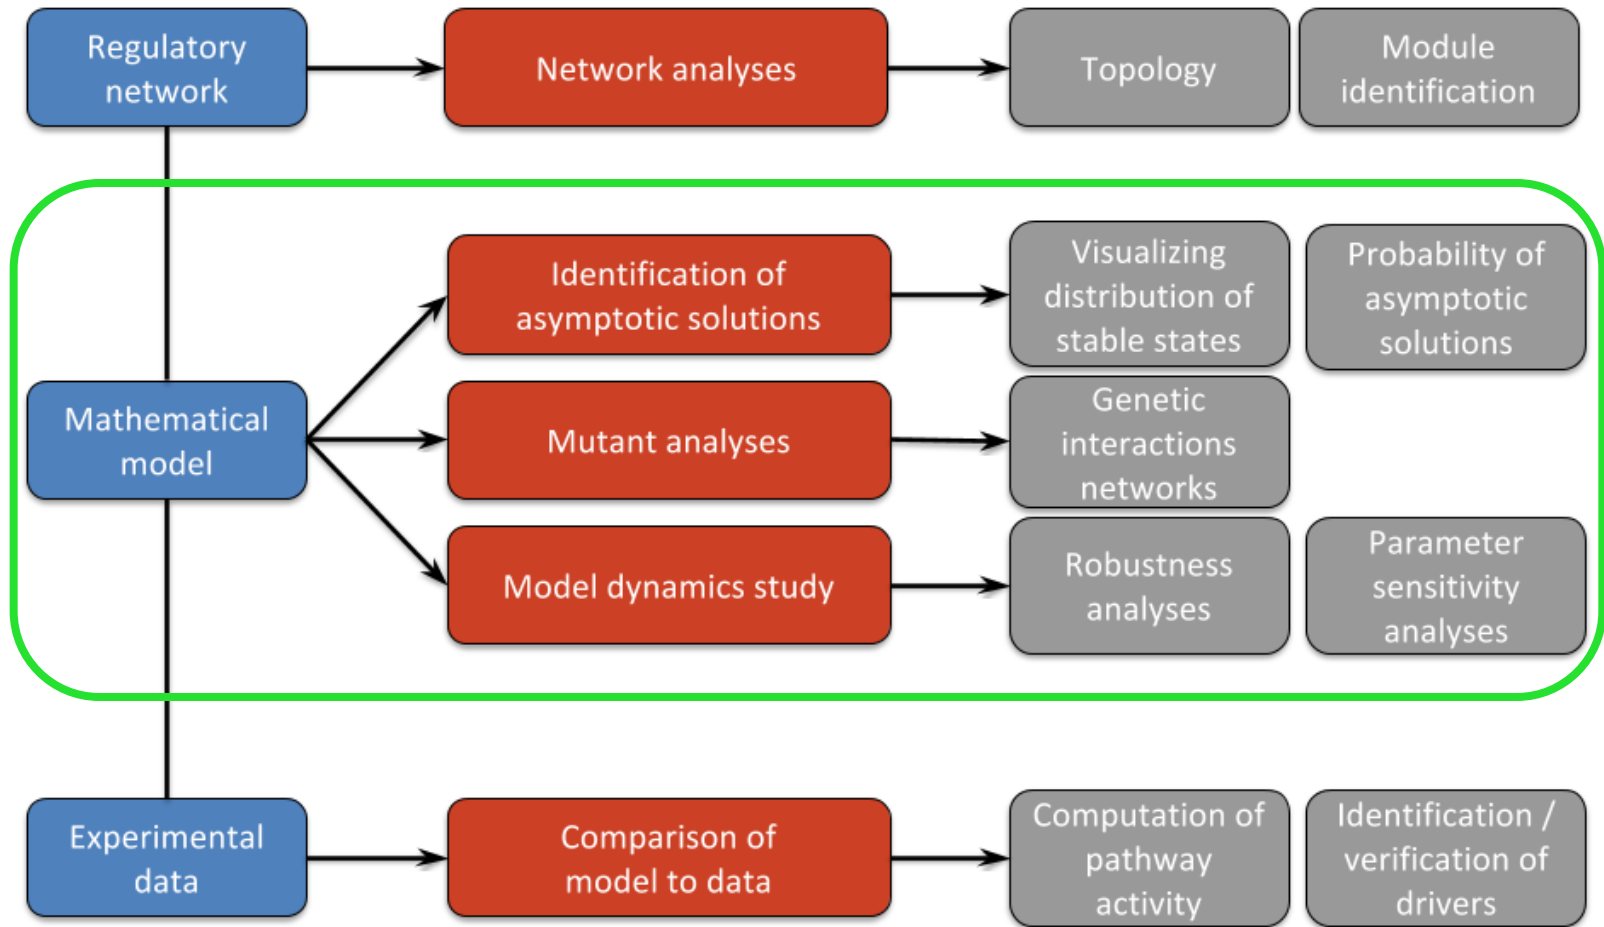 Regulatory
network
Network analyses
Topology
Module
identification
Identification of
asymptotic solutions
Visualizing
distribution of
stable states
Probability of
asymptotic
solutions
Mathematical
model
Mutant analyses
Genetic
interactions
networks
Model dynamics study
Robustness
analyses
Parameter
sensitivity
analyses
Experimental
data
Comparison of
model to data
Computation of
pathway
activity
Identification /
verification of
drivers